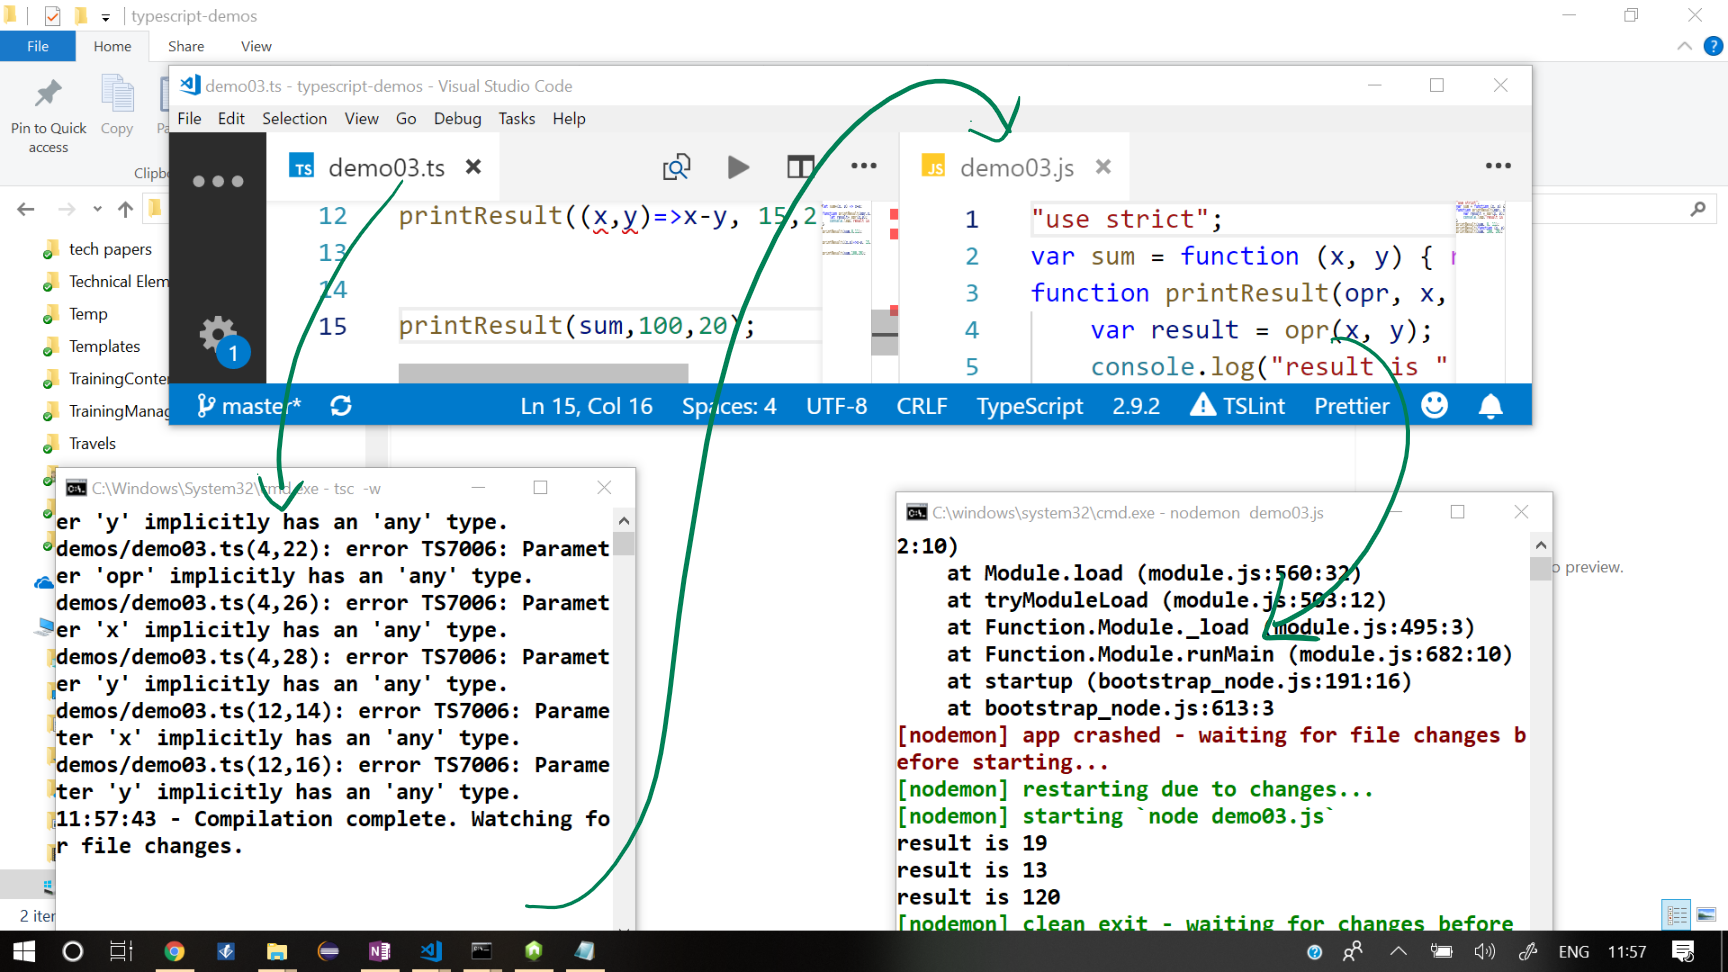 typescript-demos
File Home Share View
Pin to Quick access
Copy
Clipb
demo03.ts - typescript-demos - Visual Studio Code
File Edit Selection View Go Debug Tasks Help
demo03.ts
12 printResult((x,y)=>x-y, 15,2
13
14
15 printResult(sum,100,20);
demo03.js
1 "use strict";
2 var sum = function (x, y) { r
3 function printResult(opr, x,
4 var result = opr(x, y);
5 console.log("result is "
1
master* Ln 15, Col 16 Spaces: 4 UTF-8 CRLF TypeScript 2.9.2 TSLint Prettier
tech papers
Technical Elem
Temp
Templates
TrainingConte
TrainingManag
Travels
2 iter
C:\Windows\System32\cmd.exe - tsc -w
er 'y' implicitly has an 'any' type.
demos/demo03.ts(4,22): error TS7006: Paramet
er 'opr' implicitly has an 'any' type.
demos/demo03.ts(4,26): error TS7006: Paramet
er 'x' implicitly has an 'any' type.
demos/demo03.ts(4,28): error TS7006: Paramet
er 'y' implicitly has an 'any' type.
demos/demo03.ts(12,14): error TS7006: Parame
ter 'x' implicitly has an 'any' type.
demos/demo03.ts(12,16): error TS7006: Parame
ter 'y' implicitly has an 'any' type.
11:57:43 - Compilation complete. Watching fo
r file changes.
C:\windows\system32\cmd.exe - nodemon demo03.js
2:10)
at Module.load (module.js:560:32)
at tryModuleLoad (module.js:503:12)
at Function.Module._load (module.js:495:3)
at Function.Module.runMain (module.js:682:10)
at startup (bootstrap_node.js:191:16)
at bootstrap_node.js:613:3
[nodemon] app crashed - waiting for file changes b
efore starting...
[nodemon] restarting due to changes...
[nodemon] starting `node demo03.js`
result is 19
result is 13
result is 120
[nodemon] clean exit - waiting for changes before
o preview.
ENG 11:57